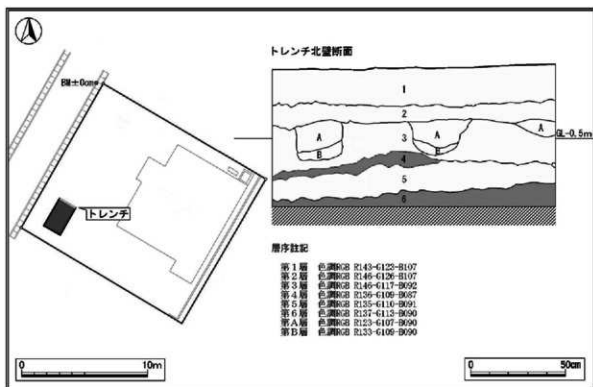 トレンチ北壁断面
BM±0cm
1
2
A
3
A
A
GL-0.5m
B
B
4
5
6
トレンチ
層序註記
第1層 色調RGB R143-G123-B107
第2層 色調RGB R146-G126-B107
第3層 色調RGB R146-G117-B092
第4層 色調RGB R136-G109-B087
第5層 色調RGB R135-G110-B091
第6層 色調RGB R137-G113-B090
第A層 色調RGB R123-G107-B090
第B層 色調RGB R133-G109-B090
0 10m
0 50cm